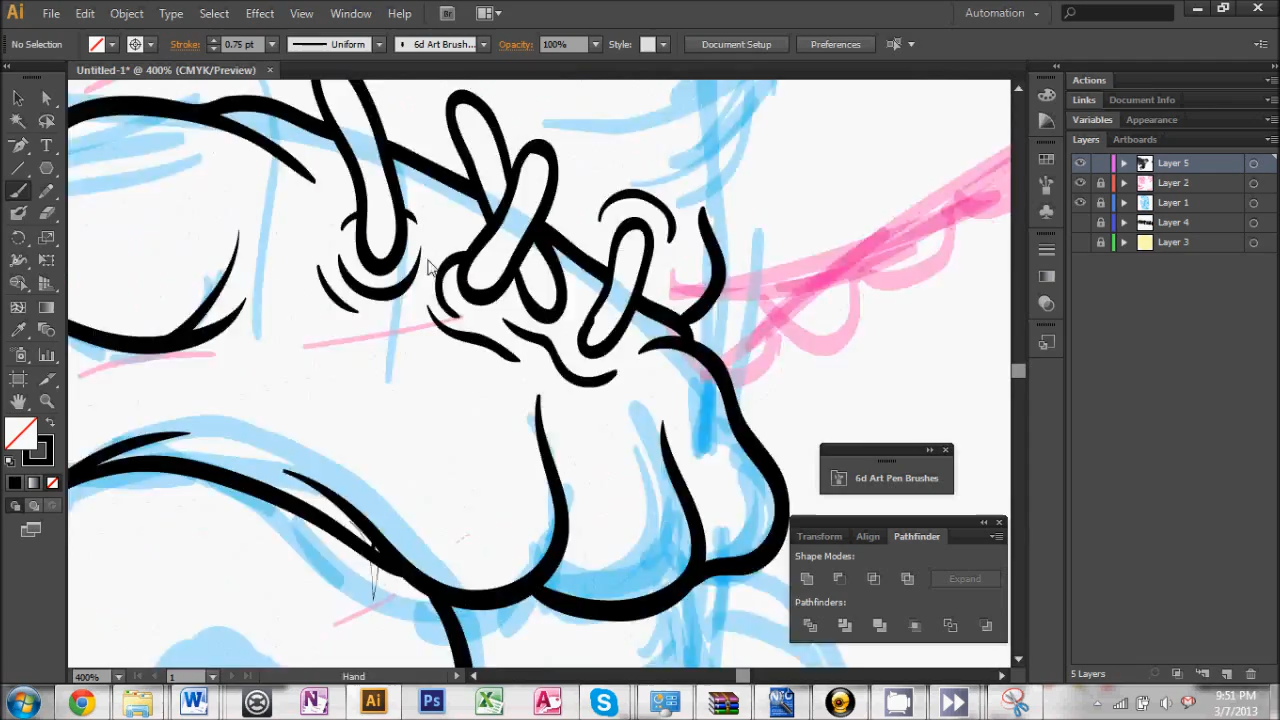 Ai File Edit Object Type Select Effect View Window Help Br Automation
No Selection Stroke: 0.75 pt Uniform 6d Art Brush... Opacity: 100% Style: Document Setup Preferences
Untitled-1* @ 400% (CMYK/Preview) ×
Actions
Links Document Info
Variables Appearance
Layers Artboards
Layer 5
Layer 2
Layer 1
Layer 4
Layer 3
6d Art Pen Brushes
Transform Align Pathfinder
Shape Modes:
Expand
Pathfinders:
400% 1 Hand
5 Layers
Ai Ps
9:51 PM
3/7/2013